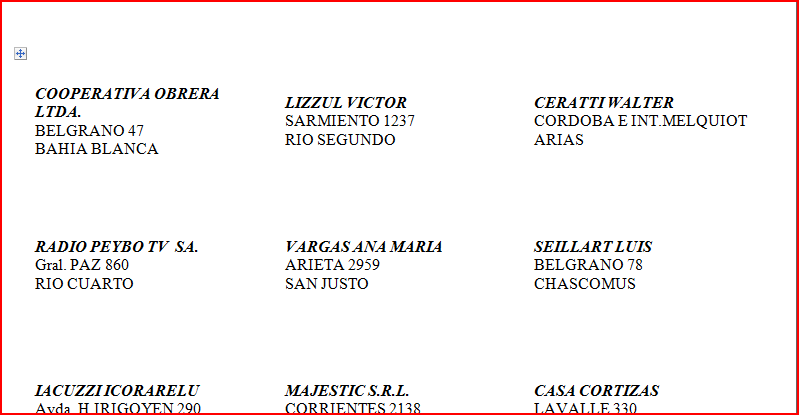 COOPERATIVA OBRERA
LTDA.
BELGRANO 47
BAHIA BLANCA
LIZZUL VICTOR
SARMIENTO 1237
RIO SEGUNDO
CERATTI WALTER
CORDOBA E INT.MELQUIOT
ARIAS
RADIO PEYBO TV  SA.
Gral. PAZ 860
RIO CUARTO
VARGAS ANA MARIA
ARIETA 2959
SAN JUSTO
SEILLART LUIS
BELGRANO 78
CHASCOMUS
IACUZZI ICORARELU
Avda. H.IRIGOYEN 290
MAJESTIC S.R.L.
CORRIENTES 2138
CASA CORTIZAS
LAVALLE 330